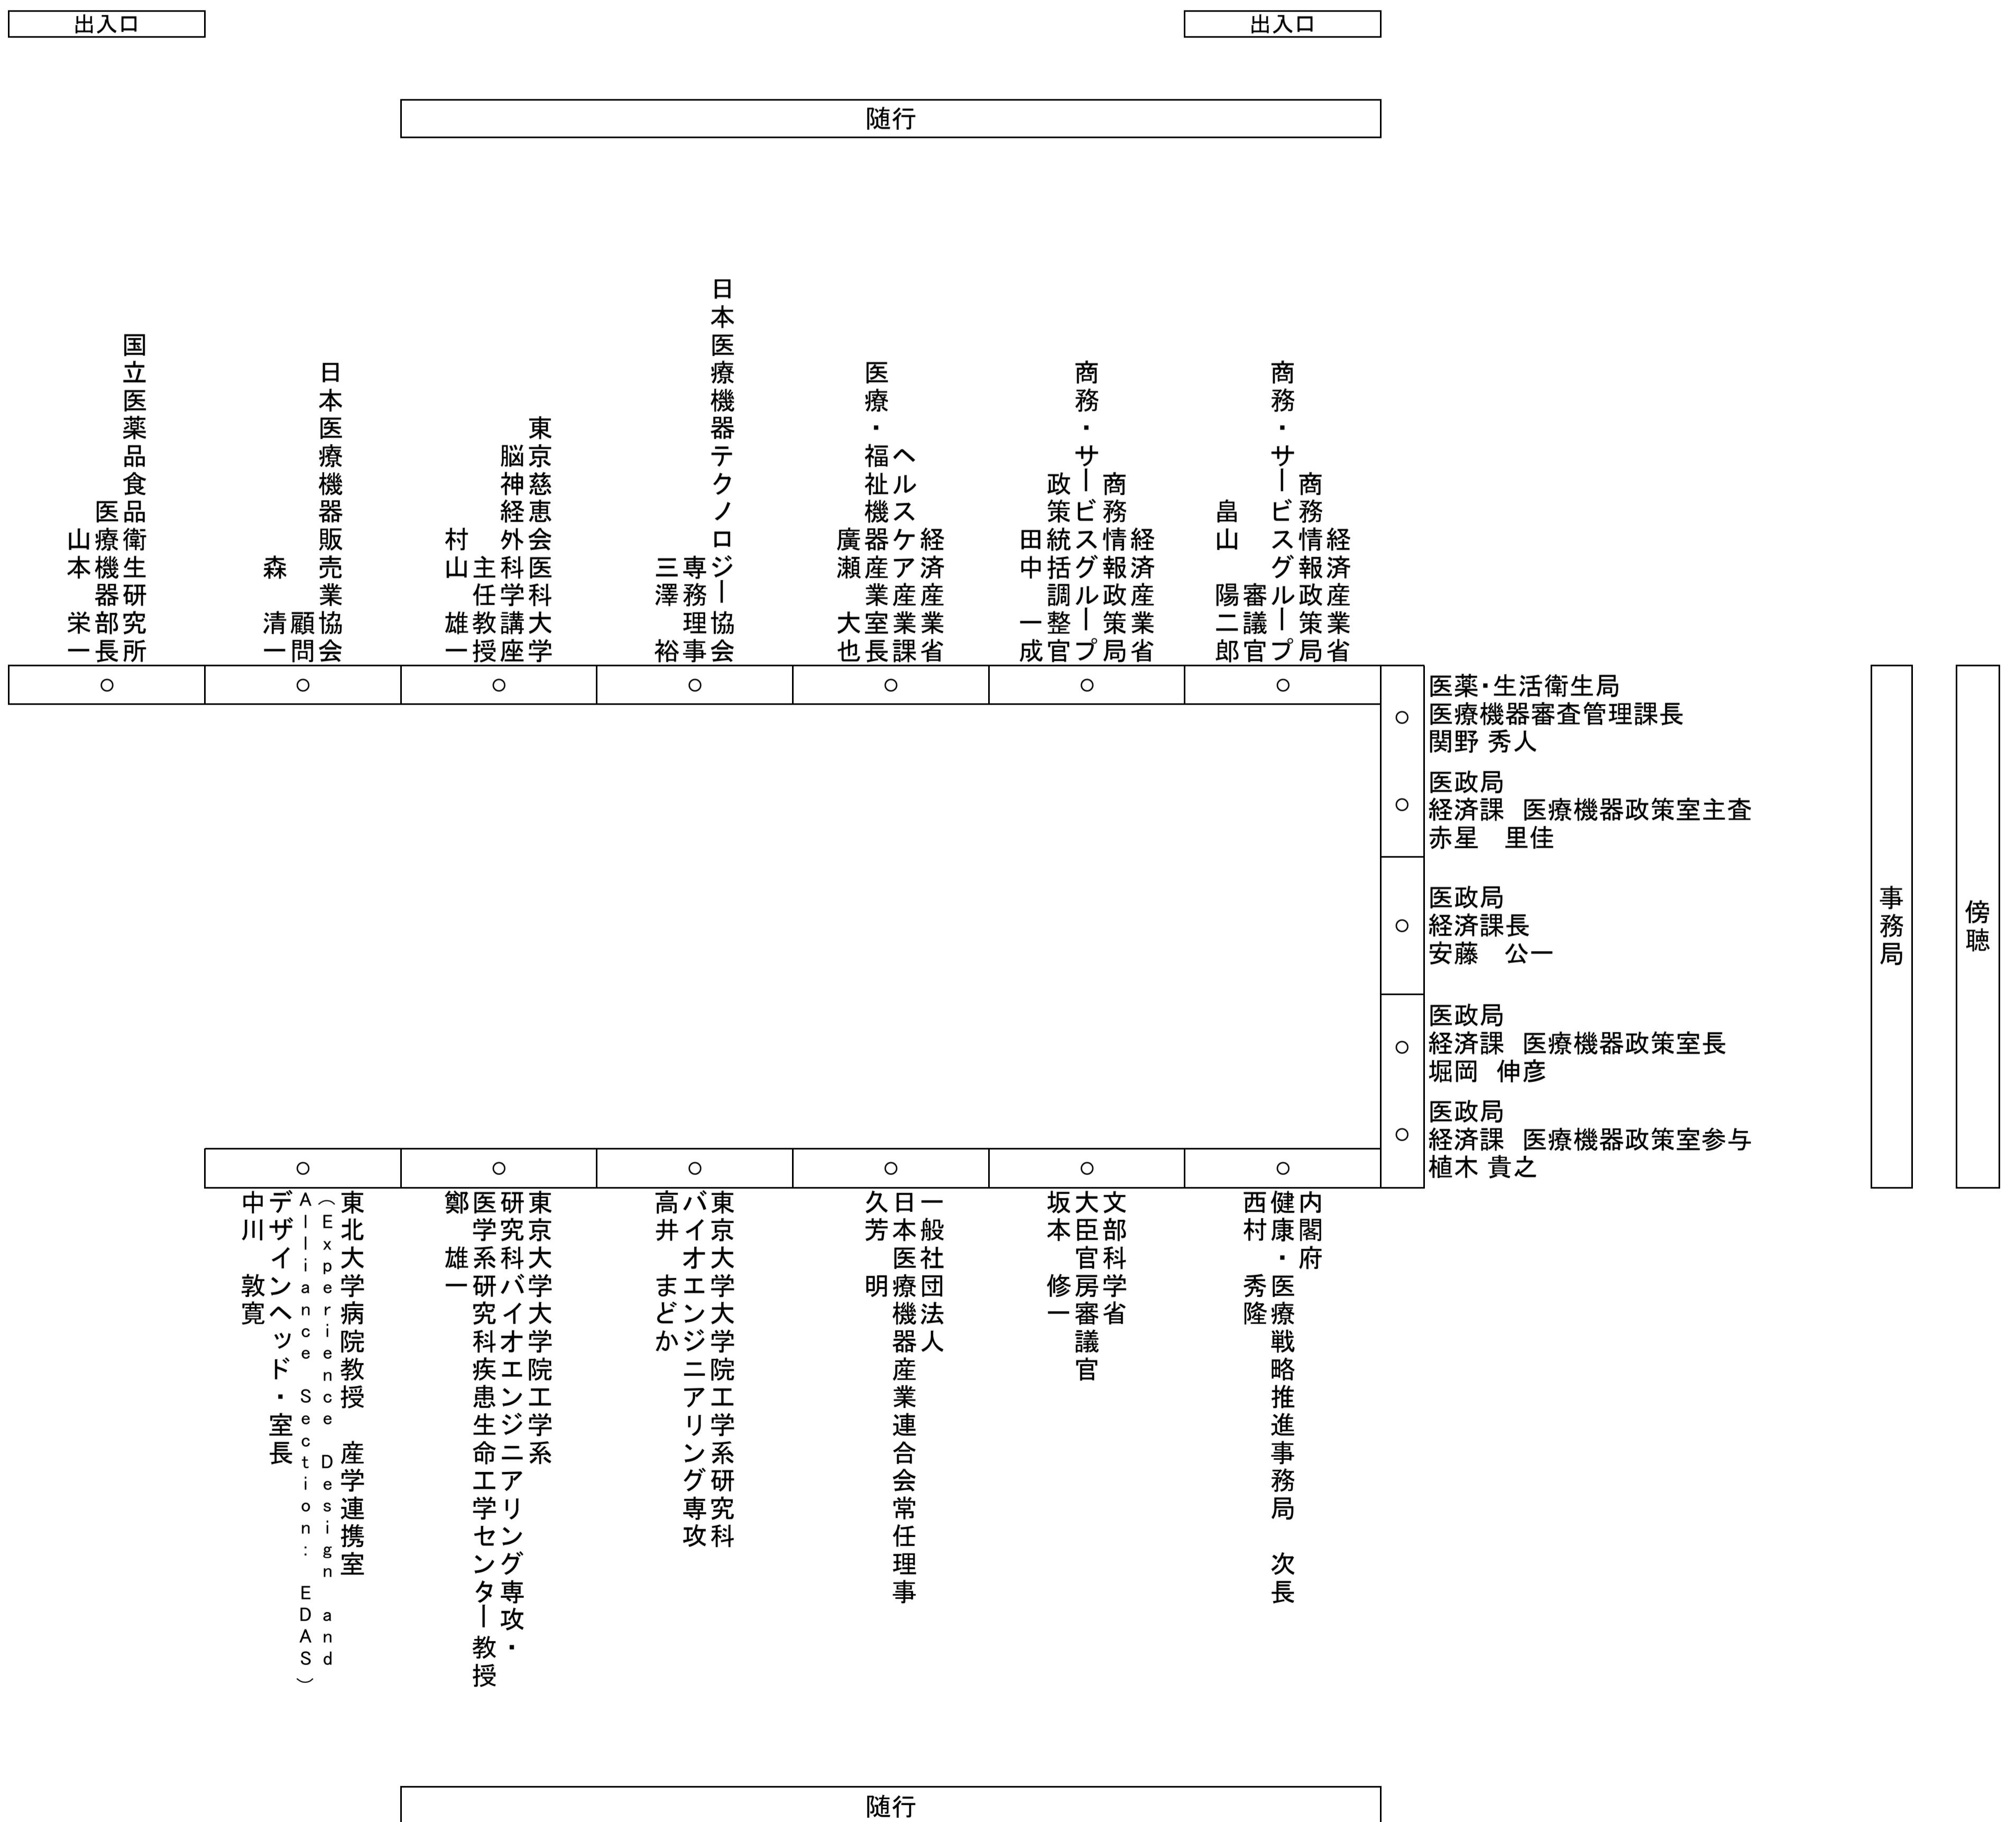 出入口
出入口
随行
経済産業省
商務情報政策局
商務・サービスグループ
審議官
畠山　陽二郎
経済産業省
商務情報政策局
商務・サービスグループ
政策統括調整官
田中　一成
経済産業省
ヘルスケア産業課
医療・福祉機器産業室長
廣瀬　大也
日本医療機器テクノロジー協会
専務理事
三澤　裕
東京慈恵会医科大学
脳神経外科学講座
主任教授
村山　雄一
日本医療機器販売業協会
顧問
森　清一
国立医薬品食品衛生研究所
医療機器部長
山本　栄一
医薬・生活衛生局
医療機器審査管理課長
関野 秀人
医政局
経済課　医療機器政策室主査
赤星　里佳
医政局
経済課長
安藤　公一
医政局
経済課　医療機器政策室長
堀岡　伸彦
医政局
経済課　医療機器政策室参与
植木 貴之
事務局
傍聴
内閣府
健康・医療戦略推進事務局　次長
西村　秀隆
文部科学省
大臣官房審議官
坂本　修一
一般社団法人
日本医療機器産業連合会常任理事
久芳　明
東京大学大学院工学系研究科
バイオエンジニアリング専攻
高井　まどか
東京大学大学院工学系
研究科バイオエンジニアリング専攻・
医学系研究科疾患生命工学センター教授
鄭　雄一
東北大学病院教授　産学連携室
（Experience Design and
Alliance Section: EDAS）
デザインヘッド・室長
中川　敦寛
随行